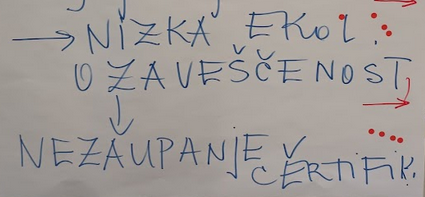 → NIZKA EKOL.
OZAVEŠČENOST,
↓
NEZAUPANJE V
CERTIFIK.